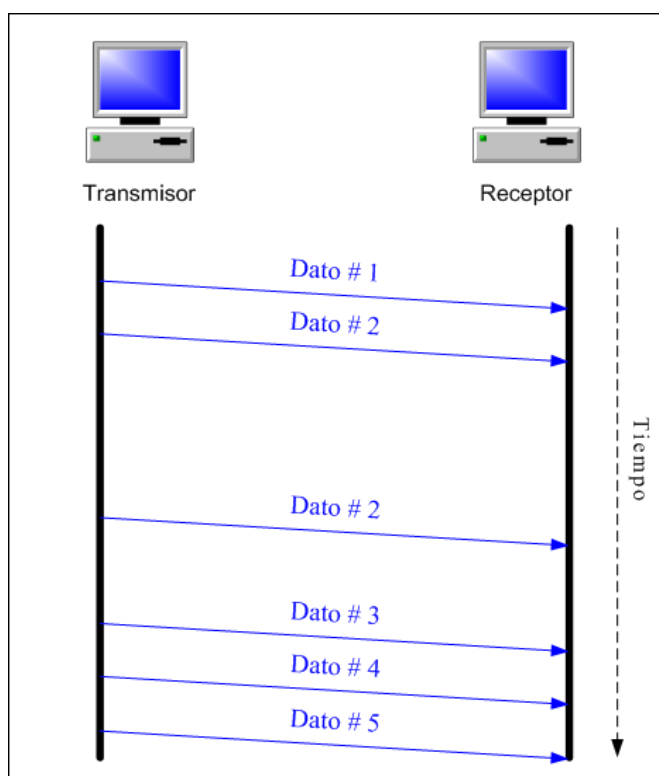 Transmisor
Receptor
Dato # 1
Dato # 2
Dato # 2
Dato # 3
Dato # 4
Dato # 5
Tiempo